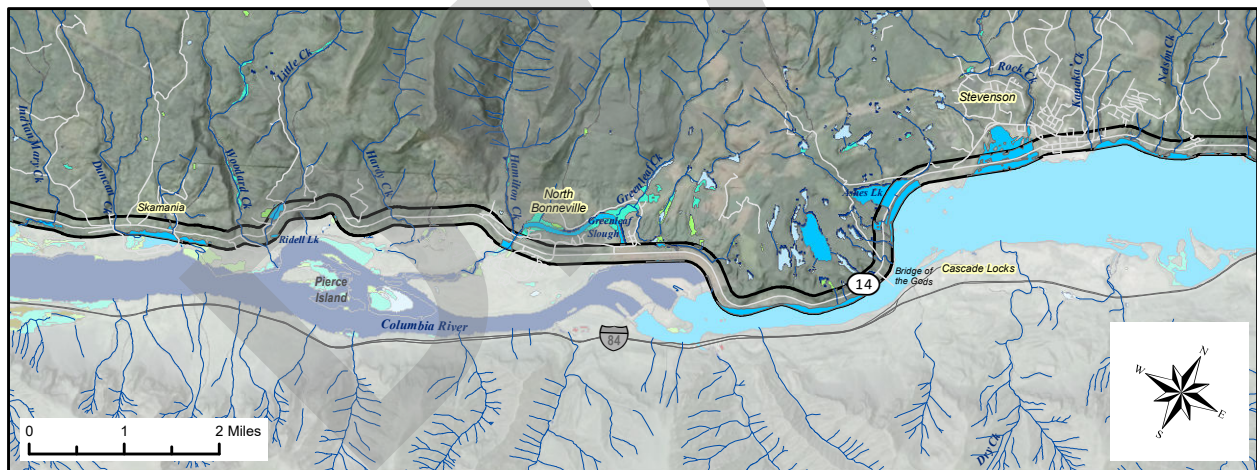 Indian Mary Ck
Duncan Ck
Skamania
Woodard Ck
Little Ck
Ridell Lk
Hardy Ck
Hamilton Ck
North
Bonneville
Greenleaf Ck
Greenleaf
Slough
Pierce
Island
Columbia River
84
14
Ashes Lk
Bridge of
the Gods
Cascade Locks
Rock Ck
Stevenson
Kanaka Ck
Nelson Ck
Dry Ck
0 1 2 Miles
N
W
E
S